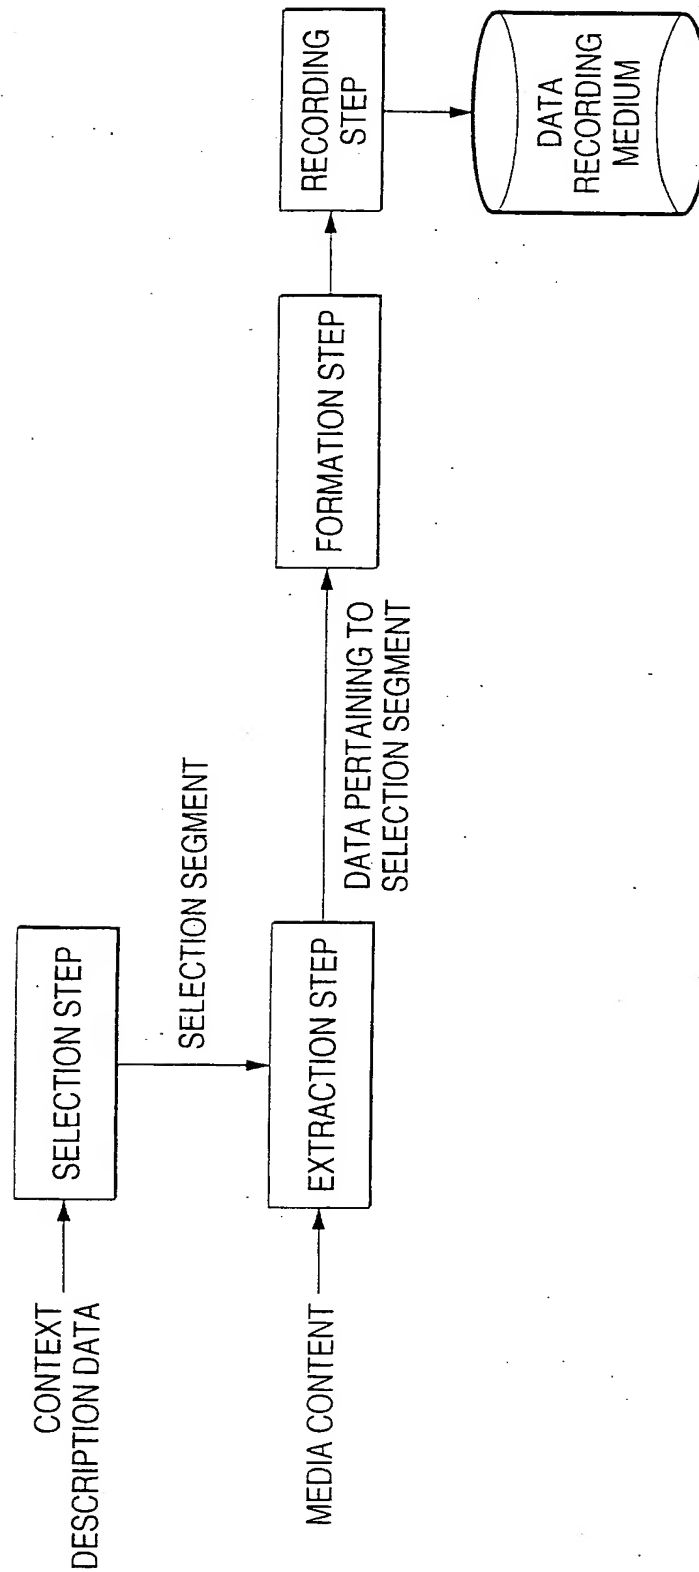 CONTEXT
DESCRIPTION DATA
SELECTION STEP
SELECTION SEGMENT
MEDIA CONTENT
EXTRACTION STEP
DATA PERTAINING TO
SELECTION SEGMENT
FORMATION STEP
RECORDING
STEP
DATA
RECORDING
MEDIUM